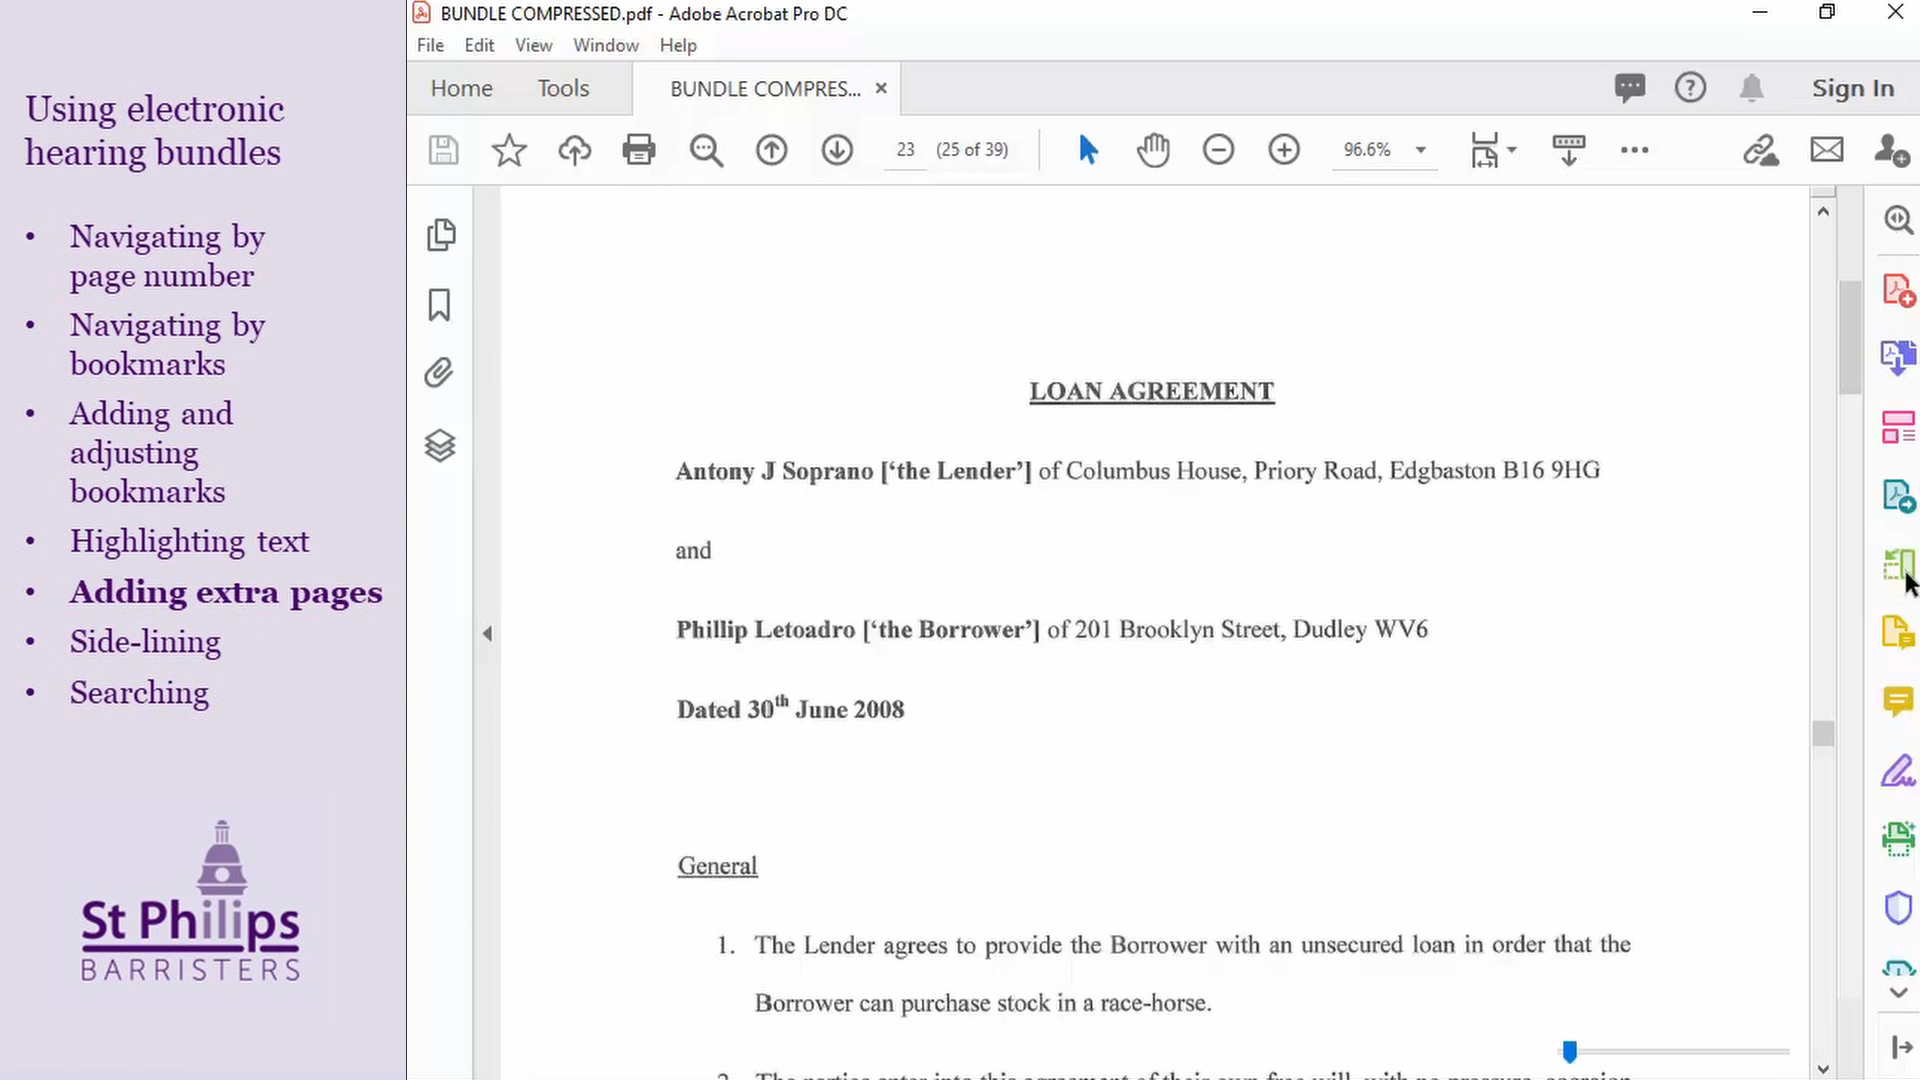 Using electronic
hearing bundles
• Navigating by
page number
• Navigating by
bookmarks
• Adding and
adjusting
bookmarks
• Highlighting text
• Adding extra pages
• Side-lining
• Searching
St Philips
BARRISTERS
BUNDLE COMPRESSED.pdf - Adobe Acrobat Pro DC
File Edit View Window Help
Home Tools BUNDLE COMPRES... × Sign In
23 (25 of 39) 96.6%
LOAN AGREEMENT
Antony J Soprano [‘the Lender’] of Columbus House, Priory Road, Edgbaston B16 9HG
and
Phillip Letoadro [‘the Borrower’] of 201 Brooklyn Street, Dudley WV6
Dated 30th June 2008
General
1. The Lender agrees to provide the Borrower with an unsecured loan in order that the
Borrower can purchase stock in a race-horse.
2. The parties enter into this agreement of their own free will, with no pressure, coercion